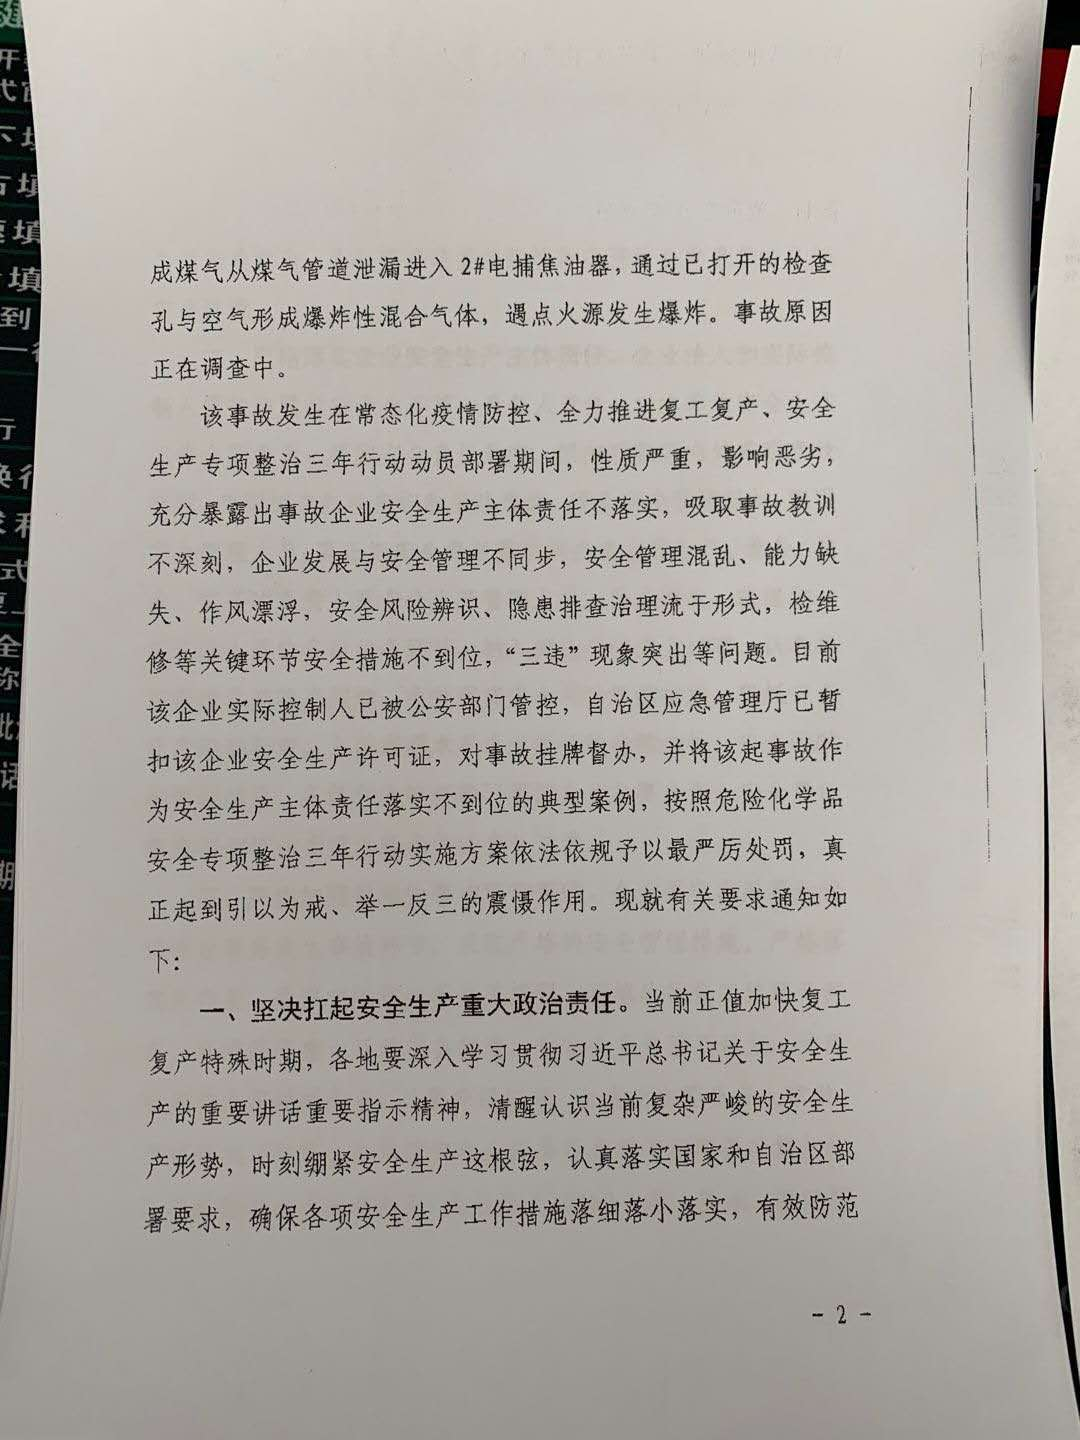 成煤气从煤气管道泄漏进入 2#电捕焦油器，通过已打开的检查
孔与空气形成爆炸性混合气体，遇点火源发生爆炸。事故原因
正在调查中。
该事故发生在常态化疫情防控、全力推进复工复产、安全
生产专项整治三年行动动员部署期间，性质严重，影响恶劣，
充分暴露出事故企业安全生产主体责任不落实，吸取事故教训
不深刻，企业发展与安全管理不同步，安全管理混乱、能力缺
失、作风漂浮，安全风险辨识、隐患排查治理流于形式，检维
修等关键环节安全措施不到位，“三违”现象突出等问题。目前
该企业实际控制人已被公安部门管控，自治区应急管理厅已暂
扣该企业安全生产许可证，对事故挂牌督办，并将该起事故作
为安全生产主体责任落实不到位的典型案例，按照危险化学品
安全专项整治三年行动实施方案依法依规予以最严厉处罚，真
正起到引以为戒、举一反三的震慑作用。现就有关要求通知如
下：
一、坚决扛起安全生产重大政治责任。当前正值加快复工
复产特殊时期，各地要深入学习贯彻习近平总书记关于安全生
产的重要讲话重要指示精神，清醒认识当前复杂严峻的安全生
产形势，时刻绷紧安全生产这根弦，认真落实国家和自治区部
署要求，确保各项安全生产工作措施落细落小落实，有效防范
- 2 -